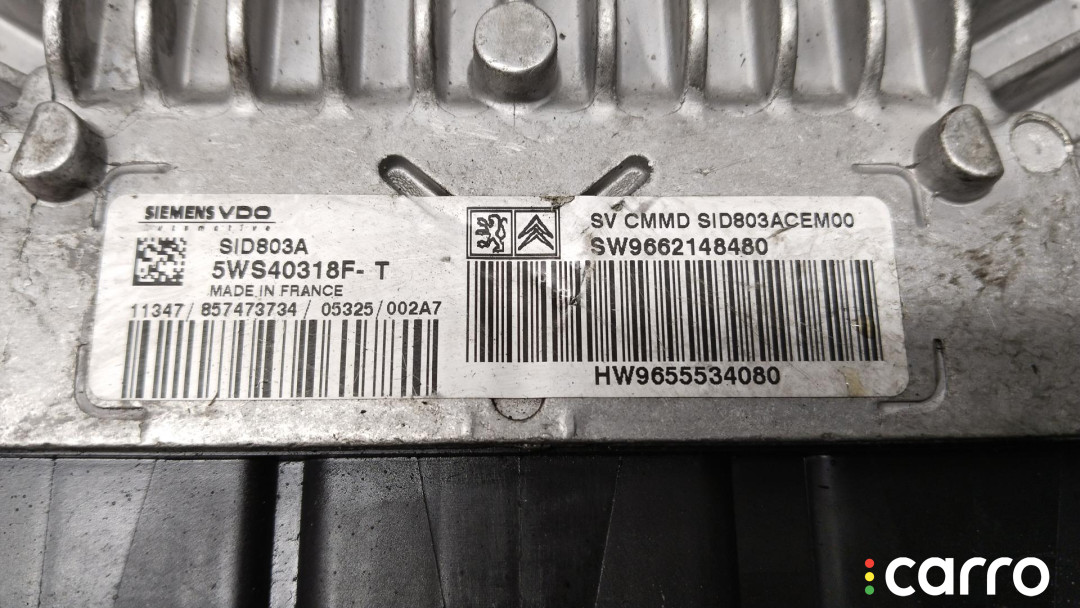 SIEMENS VDO
Automotive
SID803A
5WS40318F- T
MADE IN FRANCE
11347 / 857473734 / 05325 / 002A7
SV CMMD SID803ACEM00
SW9662148480
HW9655534080
carro